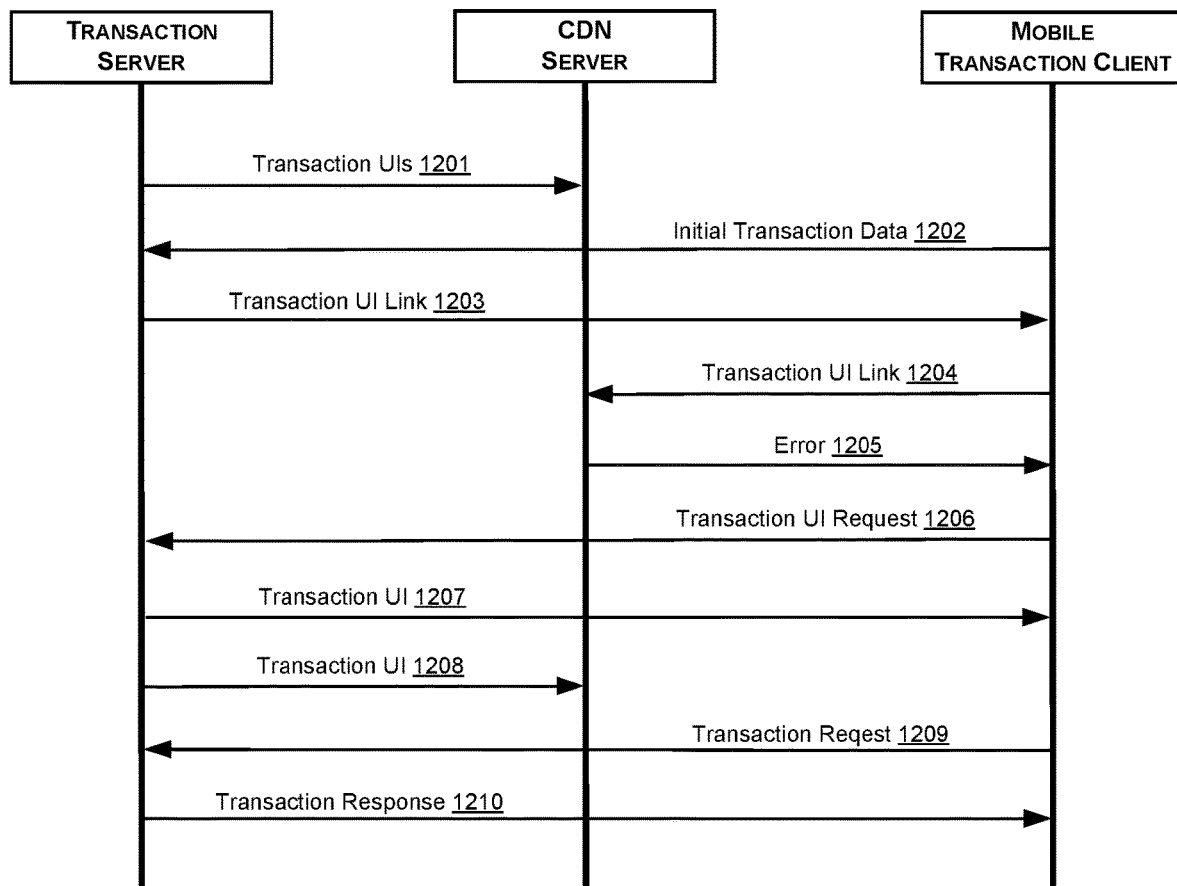 TRANSACTION
SERVER
CDN
SERVER
MOBILE
TRANSACTION CLIENT
Transaction UIs 1201
Initial Transaction Data 1202
Transaction UI Link 1203
Transaction UI Link 1204
Error 1205
Transaction UI Request 1206
Transaction UI 1207
Transaction UI 1208
Transaction Reqest 1209
Transaction Response 1210